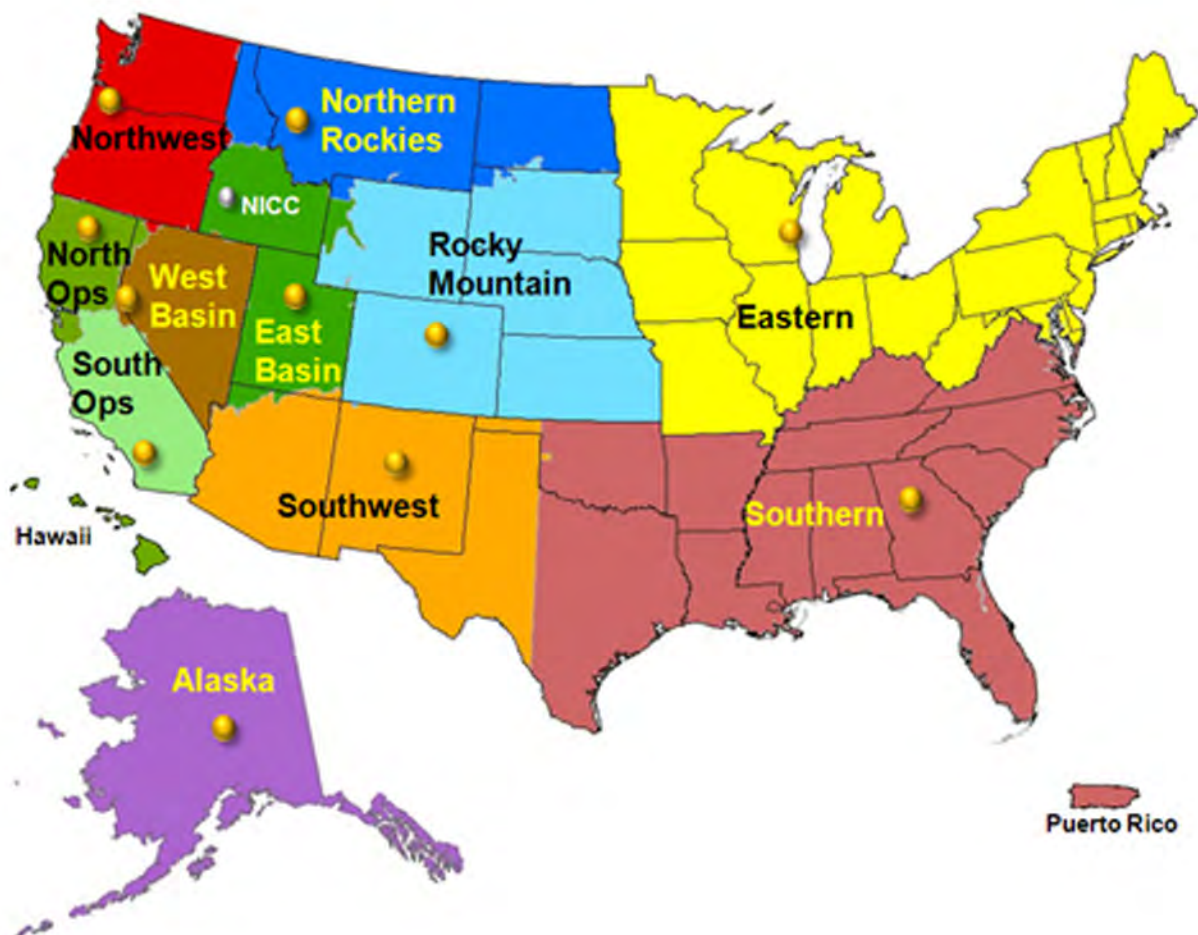 Northern
Rockies
Northwest
NICC
North
Ops
West
Basin
Rocky
Mountain
Eastern
East
Basin
South
Ops
Southwest
Southern
Hawaii
Alaska
Puerto Rico